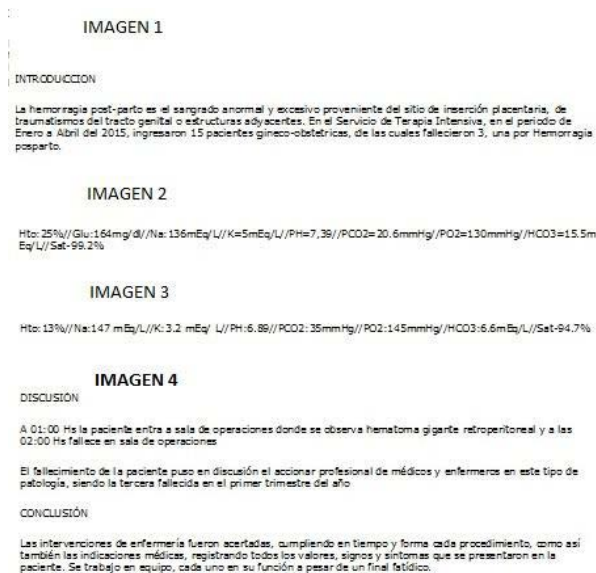 IMAGEN 1
INTRODUCCION
La hemorragia post-parto es el sangrado anormal y excesivo proveniente del sitio de inserción placentaria, de
traumatismos del tracto genital o estructuras adyacentes. En el Servicio de Terapia Intensiva, en el periodo de
Enero a Abril del 2015, ingresaron 15 pacientes gineco-obstetricas, de las cuales fallecieron 3, una por Hemorragia
posparto.
IMAGEN 2
Hto: 25%//Glu:164mg/dl//Na: 136mEq/L//K=5mEq/L//PH=7,39//PCO2=20.6mmHg//PO2=130mmHg//HCO3=15.5m
Eq/L//Sat-99.2%
IMAGEN 3
Hto: 13%//Na:147 mEq/L//K: 3.2 mEq/ L//PH:6.89//PCO2: 35mmHg//PO2:145mmHg//HCO3:6.6mEq/L//Sat-94.7%
IMAGEN 4
DISCUSIÓN
A 01:00 Hs la paciente entra a sala de operaciones donde se observa hematoma gigante retroperitoneal y a las
02:00 Hs fallece en sala de operaciones
El fallecimiento de la paciente puso en discusión el accionar profesional de médicos y enfermeros en este tipo de
patología, siendo la tercera fallecida en el primer trimestre del año
CONCLUSIÓN
Las intervenciones de enfermería fueron acertadas, cumpliendo en tiempo y forma cada procedimiento, como así
también las indicaciones médicas, registrando todos los valores, signos y sintomas que se presentaron en la
paciente. Se trabajo en equipo, cada uno en su función a pesar de un final fatídico.